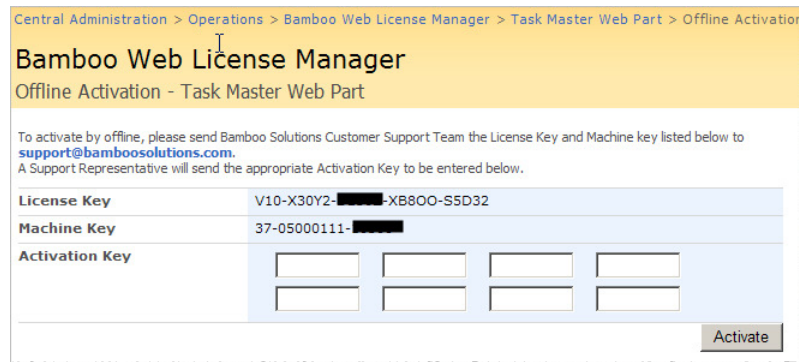 Central Administration > Operations > Bamboo Web License Manager > Task Master Web Part > Offline Activation
Bamboo Web License Manager
Offline Activation - Task Master Web Part
To activate by offline, please send Bamboo Solutions Customer Support Team the License Key and Machine key listed below to
support@bamboosolutions.com.
A Support Representative will send the appropriate Activation Key to be entered below.
License Key V10-X30Y2- -XB8OO-S5D32
Machine Key 37-05000111-
Activation Key
Activate